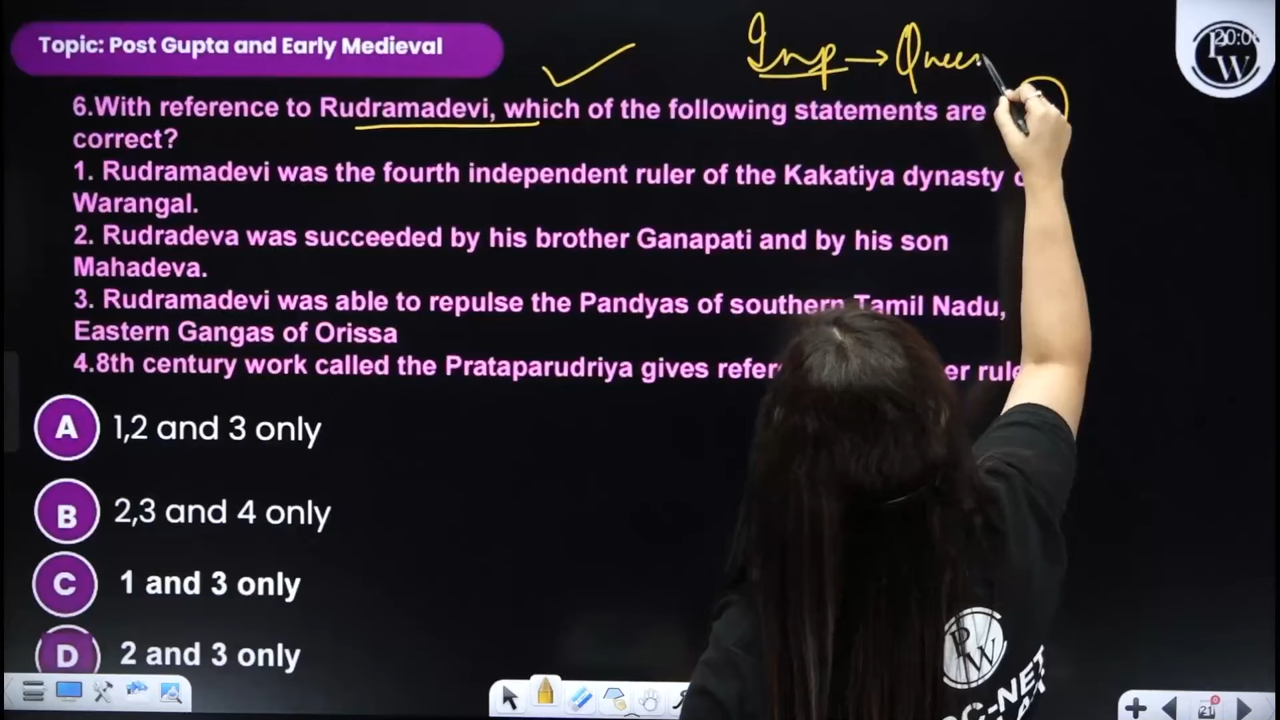 Topic: Post Gupta and Early Medieval
Imp → Queen
20:0
PW
6.With reference to Rudramadevi, which of the following statements are
correct?
1. Rudramadevi was the fourth independent ruler of the Kakatiya dynasty
Warangal.
2. Rudradeva was succeeded by his brother Ganapati and by his son
Mahadeva.
3. Rudramadevi was able to repulse the Pandyas of southern Tamil Nadu,
Eastern Gangas of Orissa
4.8th century work called the Prataparudriya gives
A 1,2 and 3 only
B 2,3 and 4 only
C 1 and 3 only
D 2 and 3 only
PW